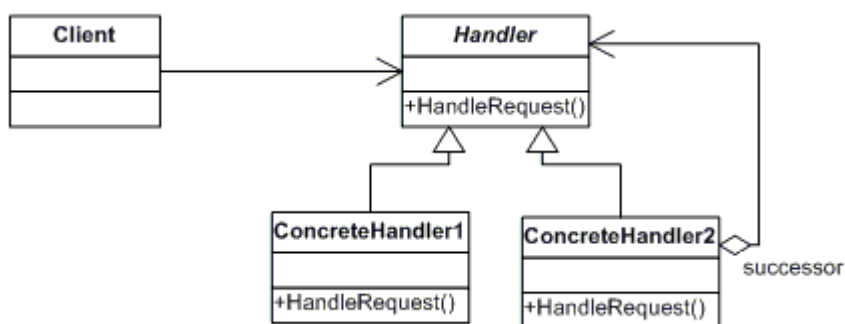 Client
Handler
+HandleRequest()
ConcreteHandler1
ConcreteHandler2
successor
+HandleRequest()
+HandleRequest()